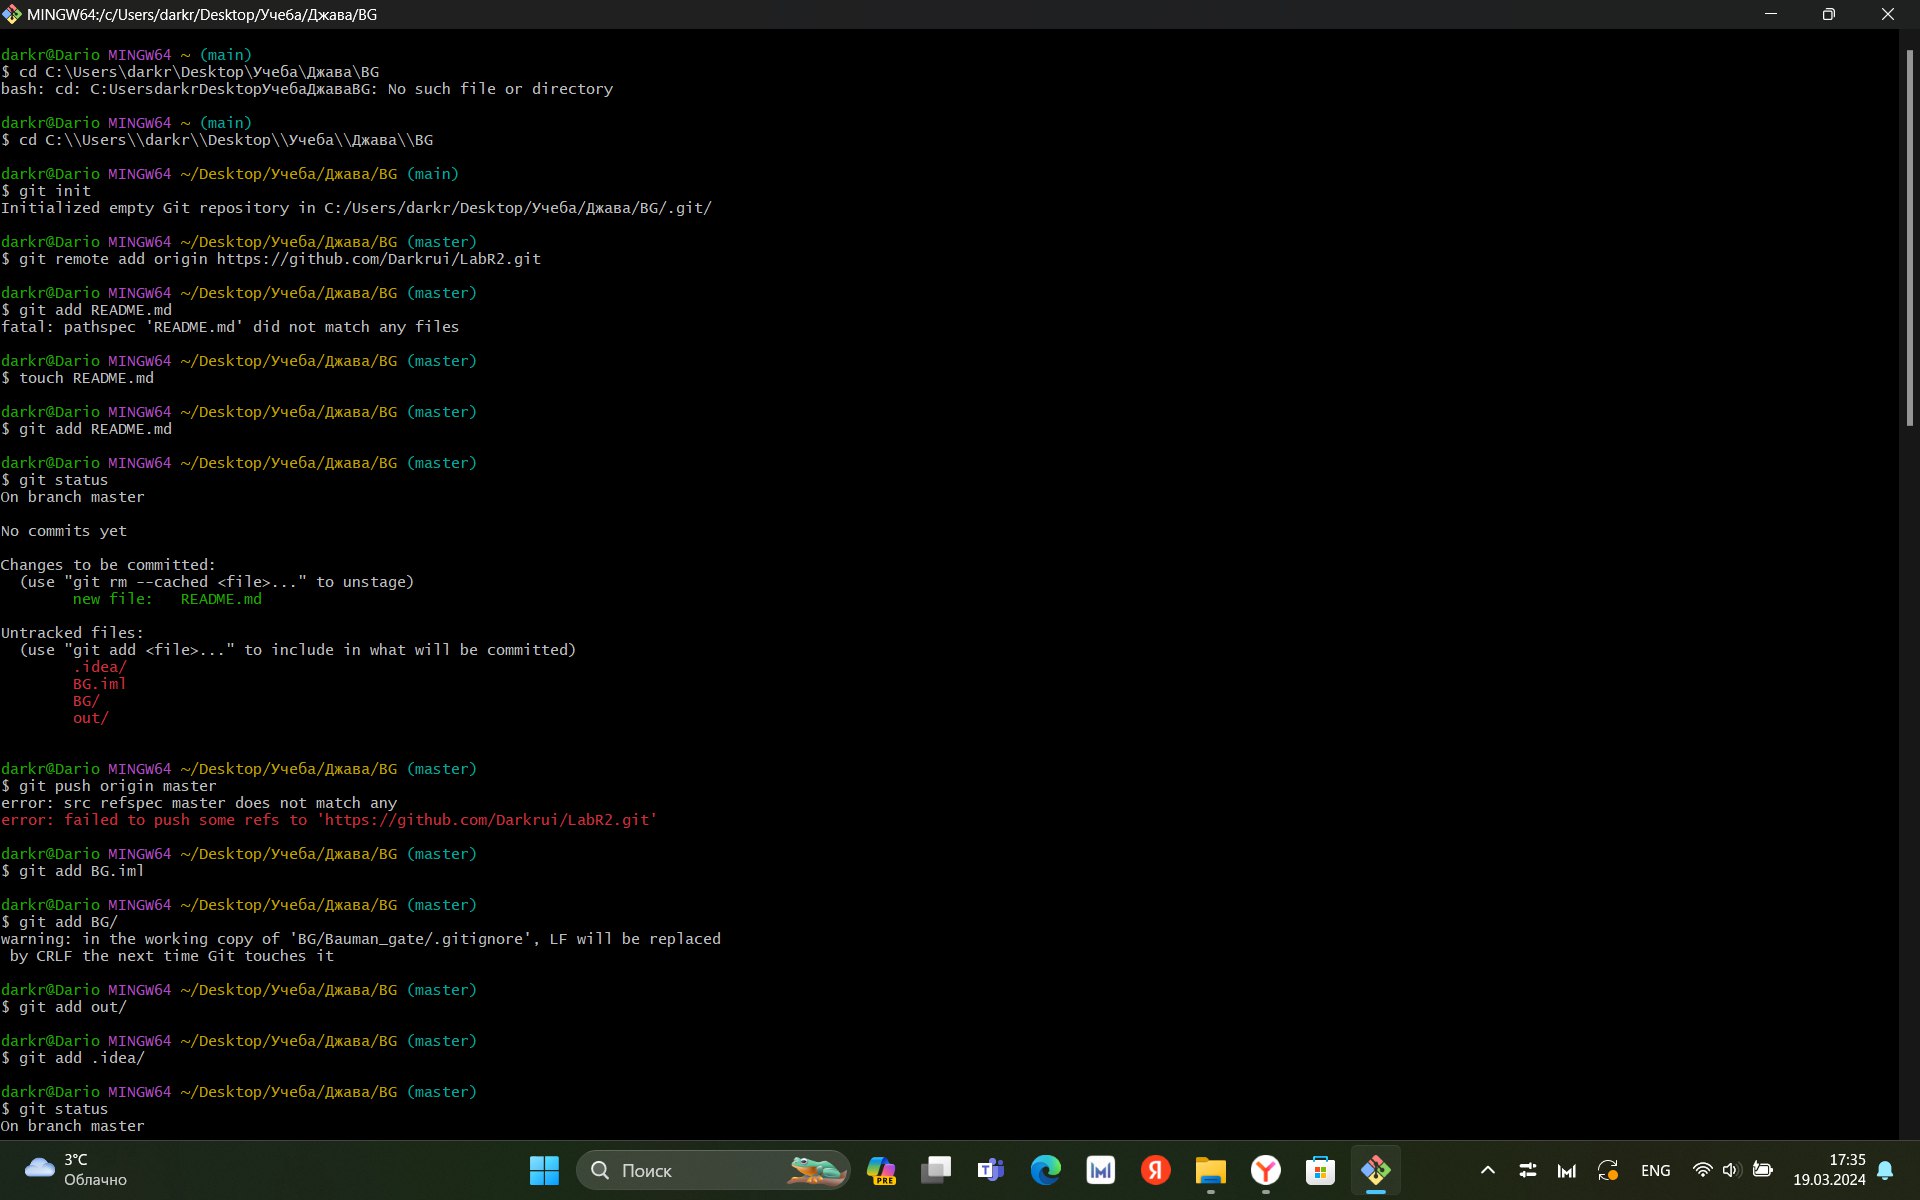 MINGW64:/c/Users/darkr/Desktop/Учеба/Джава/BG
darkr@Dario MINGW64 ~ (main)
$ cd C:\Users\darkr\Desktop\Учеба\Джава\BG
bash: cd: C:UsersdarkrDesktopУчебаДжаваBG: No such file or directory
darkr@Dario MINGW64 ~ (main)
$ cd C:\\Users\\darkr\\Desktop\\Учеба\\Джава\\BG
darkr@Dario MINGW64 ~/Desktop/Учеба/Джава/BG (main)
$ git init
Initialized empty Git repository in C:/Users/darkr/Desktop/Учеба/Джава/BG/.git/
darkr@Dario MINGW64 ~/Desktop/Учеба/Джава/BG (master)
$ git remote add origin https://github.com/Darkrui/LabR2.git
darkr@Dario MINGW64 ~/Desktop/Учеба/Джава/BG (master)
$ git add README.md
fatal: pathspec 'README.md' did not match any files
darkr@Dario MINGW64 ~/Desktop/Учеба/Джава/BG (master)
$ touch README.md
darkr@Dario MINGW64 ~/Desktop/Учеба/Джава/BG (master)
$ git add README.md
darkr@Dario MINGW64 ~/Desktop/Учеба/Джава/BG (master)
$ git status
On branch master
No commits yet
Changes to be committed:
  (use "git rm --cached <file>..." to unstage)
        new file:   README.md
Untracked files:
  (use "git add <file>..." to include in what will be committed)
        .idea/
        BG.iml
        BG/
        out/
darkr@Dario MINGW64 ~/Desktop/Учеба/Джава/BG (master)
$ git push origin master
error: src refspec master does not match any
error: failed to push some refs to 'https://github.com/Darkrui/LabR2.git'
darkr@Dario MINGW64 ~/Desktop/Учеба/Джава/BG (master)
$ git add BG.iml
darkr@Dario MINGW64 ~/Desktop/Учеба/Джава/BG (master)
$ git add BG/
warning: in the working copy of 'BG/Bauman_gate/.gitignore', LF will be replaced
 by CRLF the next time Git touches it
darkr@Dario MINGW64 ~/Desktop/Учеба/Джава/BG (master)
$ git add out/
darkr@Dario MINGW64 ~/Desktop/Учеба/Джава/BG (master)
$ git add .idea/
darkr@Dario MINGW64 ~/Desktop/Учеба/Джава/BG (master)
$ git status
On branch master
3°C
Облачно
Поиск
PRE
ENG
17:35
19.03.2024